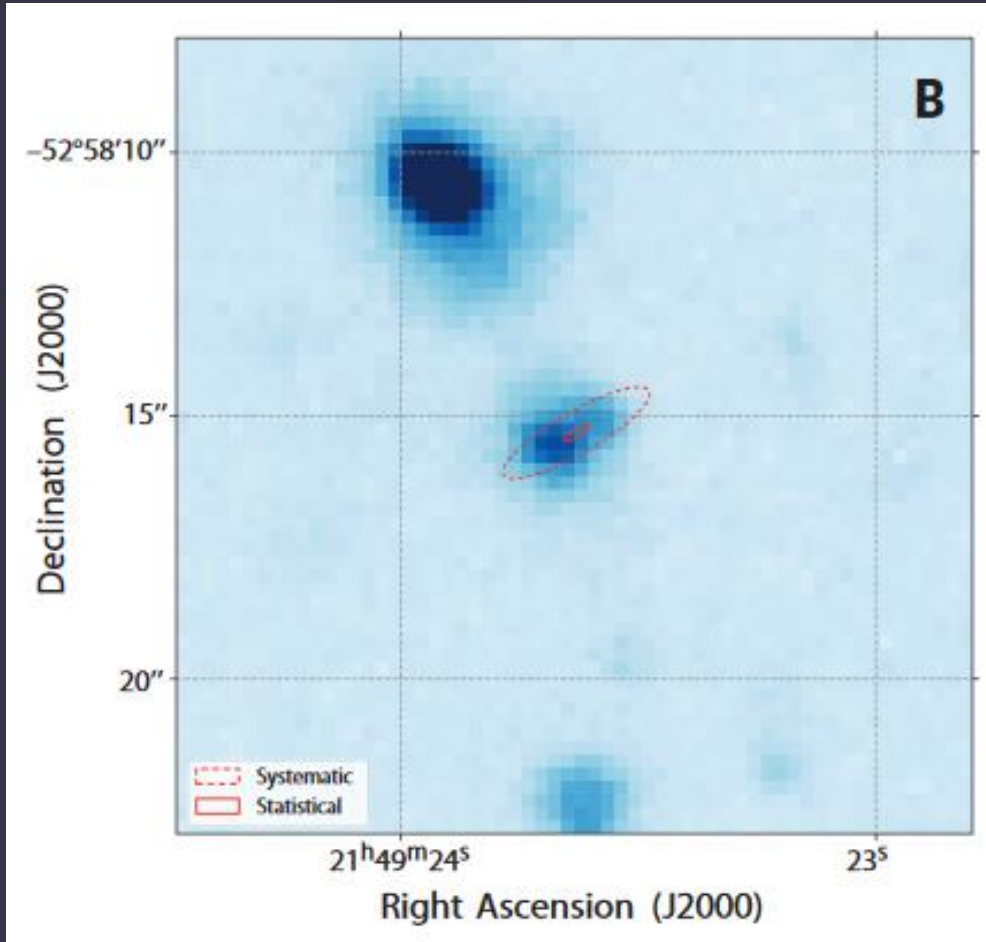 B
−52°58′10″
15″
20″
Declination (J2000)
Systematic
Statistical
21ʰ49ᵐ24ˢ
23ˢ
Right Ascension (J2000)